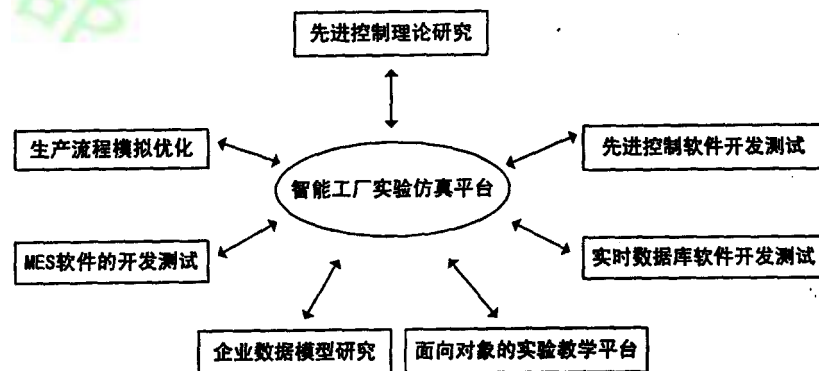 先进控制理论研究
生产流程模拟优化
先进控制软件开发测试
智能工厂实验仿真平台
MES软件的开发测试
实时数据库软件开发测试
企业数据模型研究
面向对象的实验教学平台